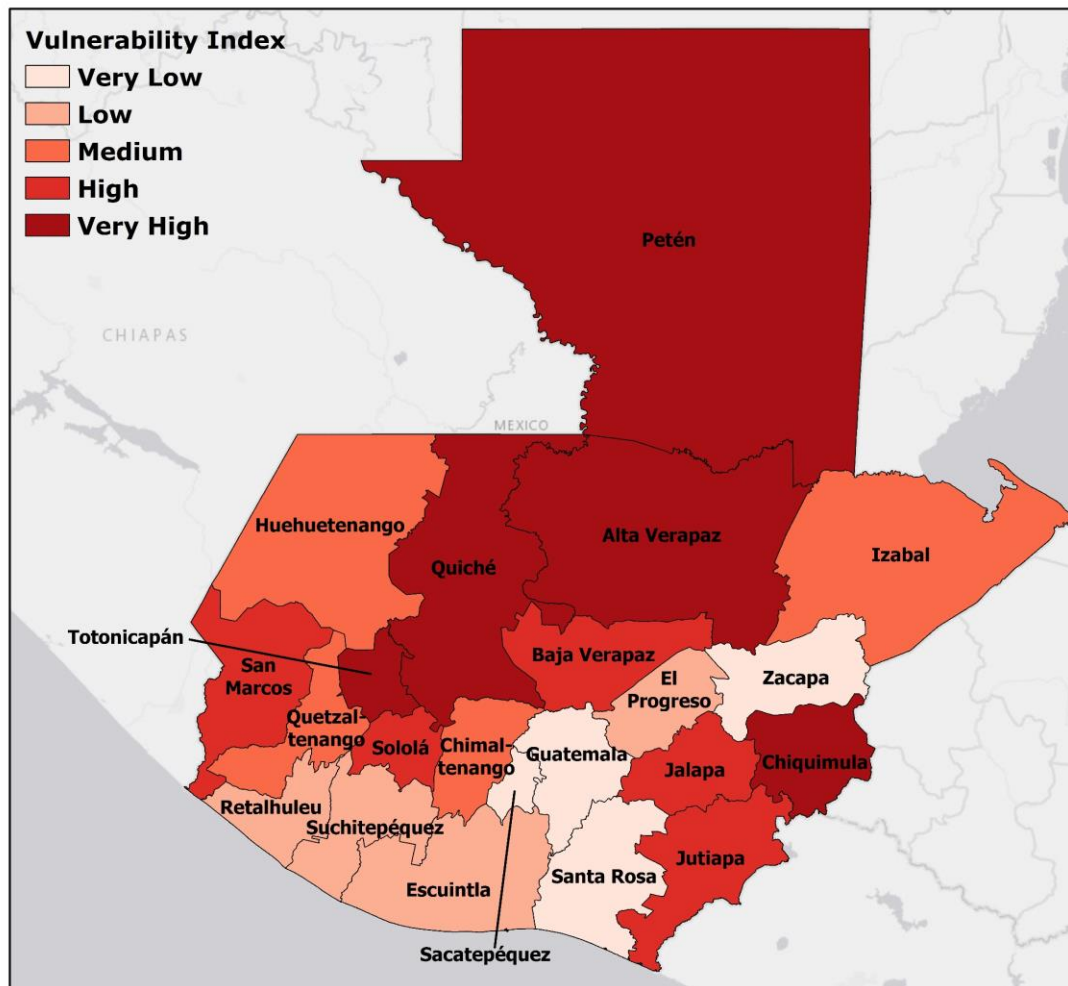 Vulnerability Index
Very Low
Low
Medium
High
Very High
Petén
CHIAPAS
MEXICO
Huehuetenango
Alta Verapaz
Izabal
Quiché
Totonicapán
San
Marcos
Baja Verapaz
El
Progreso
Zacapa
Quetzal-
tenango
Sololá
Chimal-
tenango
Guatemala
Jalapa
Chiquimula
Retalhuleu
Suchitepéquez
Escuintla
Santa Rosa
Jutiapa
Sacatepéquez